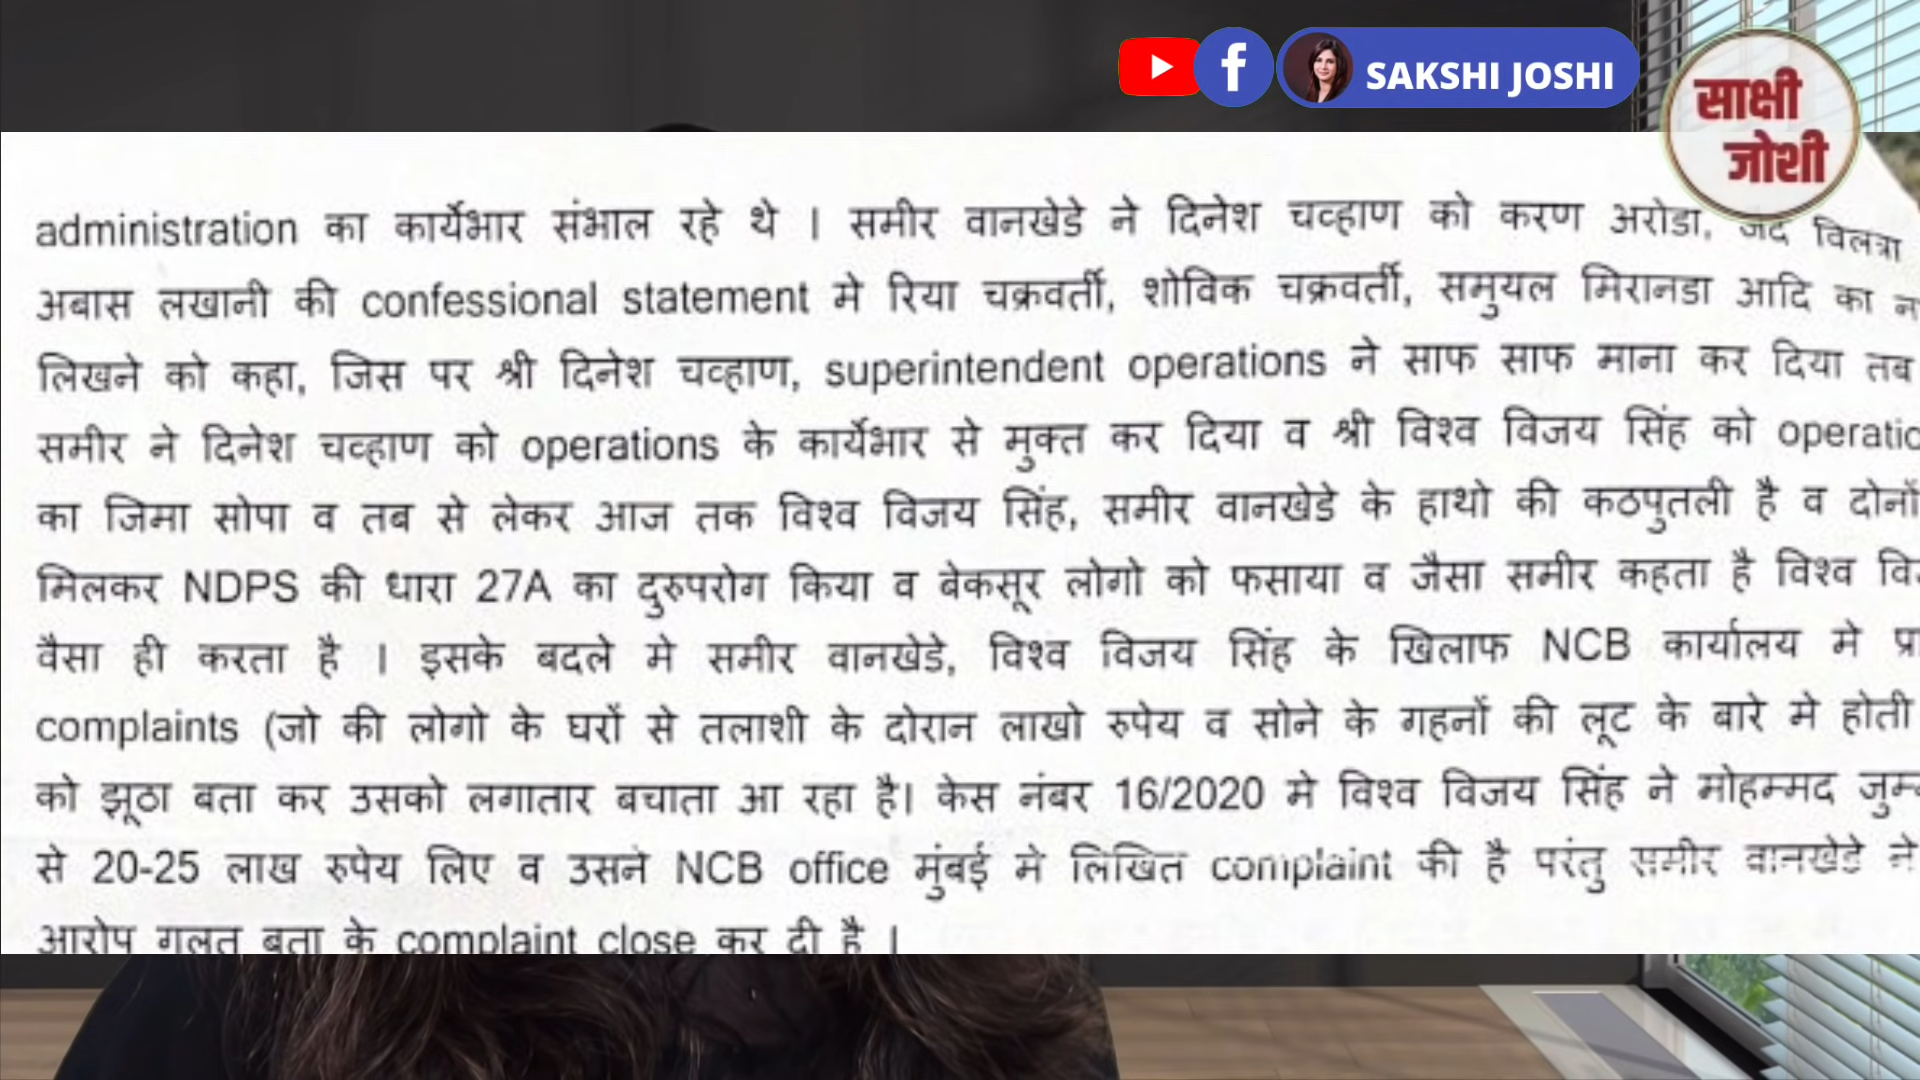 SAKSHI JOSHI
साक्षी
जोशी
administration का कार्येभार संभाल रहे थे । समीर वानखेडे ने दिनेश चव्हाण को करण अरोडा,
अबास लखानी की confessional statement मे रिया चक्रवर्ती, शोविक चक्रवर्ती, समुयल मिरानडा आदि का
लिखने को कहा, जिस पर श्री दिनेश चव्हाण, superintendent operations ने साफ साफ माना कर दिया तब
समीर ने दिनेश चव्हाण को operations के कार्येभार से मुक्त कर दिया व श्री विश्व विजय सिंह को
का जिमा सोपा व तब से लेकर आज तक विश्व विजय सिंह, समीर वानखेडे के हाथो की कठपुतली है व दोनों
मिलकर NDPS की धारा 27A का दुरुपरोग किया व बेकसूर लोगो को फसाया व जैसा समीर कहता है विश्व
वैसा ही करता है । इसके बदले मे समीर वानखेडे, विश्व विजय सिंह के खिलाफ NCB कार्यालय मे
complaints (जो की लोगो के घरों से तलाशी के दोरान लाखो रुपेय व सोने के गहनों की लूट के बारे मे होती
को झूठा बता कर उसको लगातार बचाता आ रहा है। केस नंबर 16/2020 मे विश्व विजय सिंह ने मोहम्मद
से 20-25 लाख रुपेय लिए व उसने NCB office मुंबई मे लिखित complaint की है परंतु समीर वानखेडे ने
आरोप गलत बता के complaint close कर दी है ।